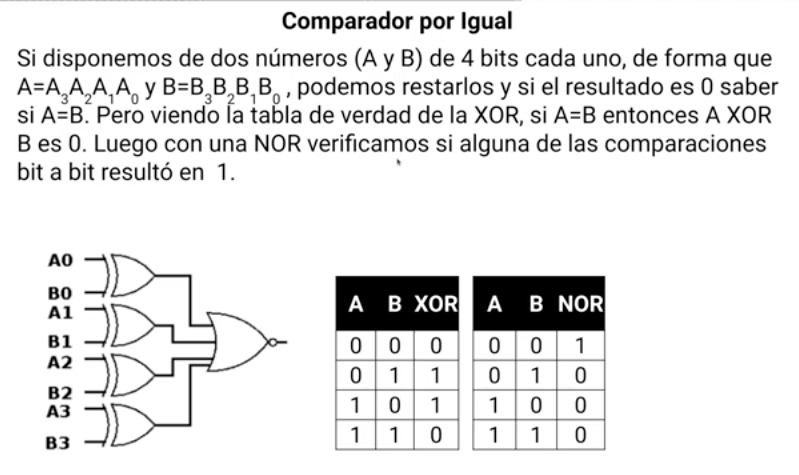 Comparador por Igual
Si disponemos de dos números (A y B) de 4 bits cada uno, de forma que
A=A₃A₂A₁A₀ y B=B₃B₂B₁B₀ , podemos restarlos y si el resultado es 0 saber
si A=B. Pero viendo la tabla de verdad de la XOR, si A=B entonces A XOR
B es 0. Luego con una NOR verificamos si alguna de las comparaciones
bit a bit resultó en 1.
A0
B0
A1
B1
A2
B2
A3
B3
A B XOR
0 0 0
0 1 1
1 0 1
1 1 0
A B NOR
0 0 1
0 1 0
1 0 0
1 1 0